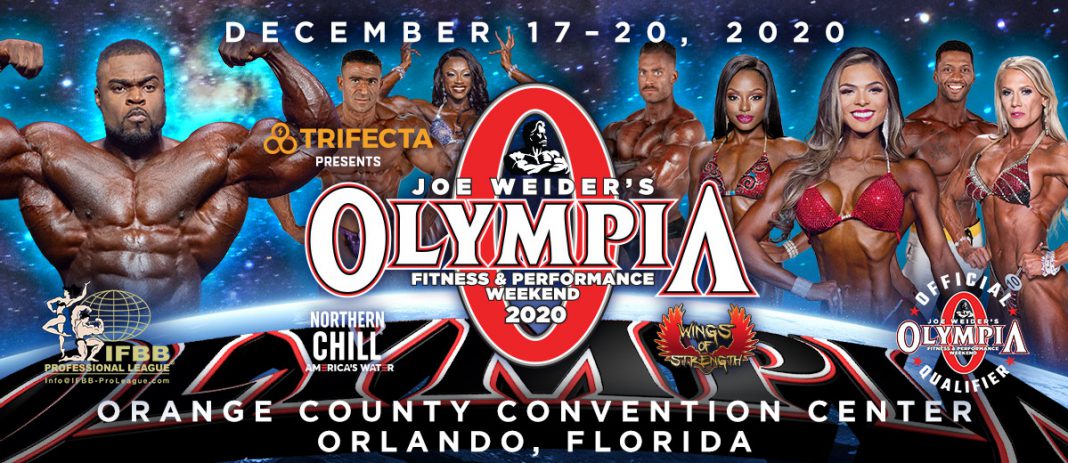 DECEMBER 17-20, 2020
TRIFECTA
PRESENTS
JOE WEIDER'S
OLYMPIA
FITNESS & PERFORMANCE
WEEKEND
2020
IFBB
PROFESSIONAL LEAGUE
Info@IFBB-ProLeague.com
NORTHERN
CHILL
AMERICA'S WATER
WINGS
OF
STRENGTH
OFFICIAL
JOE WEIDER'S
OLYMPIA
FITNESS & PERFORMANCE
WEEKEND
QUALIFIER
10
ORANGE COUNTY CONVENTION CENTER
ORLANDO, FLORIDA